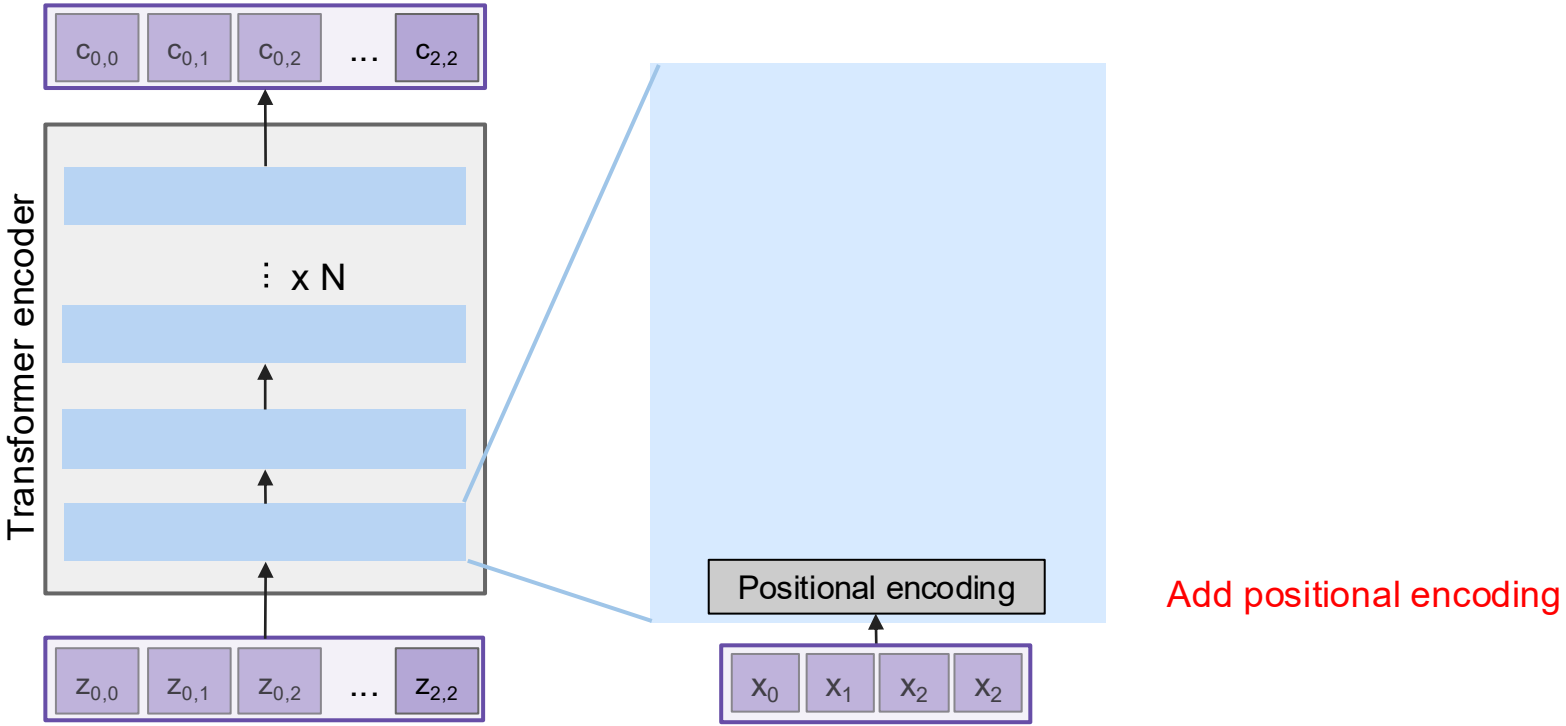 c0,0 c0,1 c0,2 ... c2,2
Transformer encoder
⋮ x N
Positional encoding
Add positional encoding
z0,0 z0,1 z0,2 ... z2,2
x0 x1 x2 x2